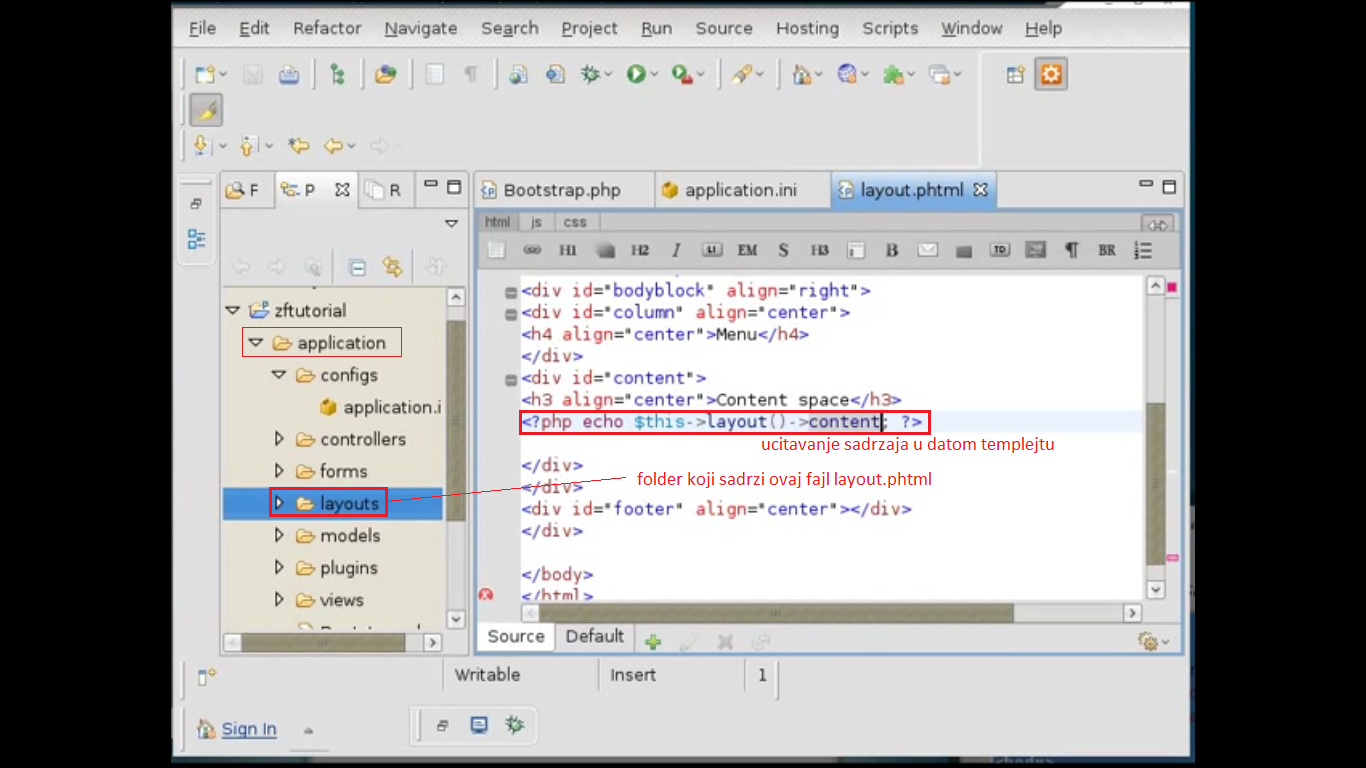 File Edit Refactor Navigate Search Project Run Source Hosting Scripts Window Help
F P R
Bootstrap.php application.ini layout.phtml
html js css
H1 H2 I LI EM S H3 B TD ¶ BR
zftutorial
application
configs
application.i
controllers
forms
layouts
models
plugins
views
<div id="bodyblock" align="right">
<div id="column" align="center">
<h4 align="center">Menu</h4>
</div>
<div id="content">
<h3 align="center">Content space</h3>
<?php echo $this->layout()->content; ?>
ucitavanje sadrzaja u datom templejtu
</div>
folder koji sadrzi ovaj fajl layout.phtml
</div>
<div id="footer" align="center"></div>
</div>
</body>
</html>
Source Default
Writable Insert 1
Sign In